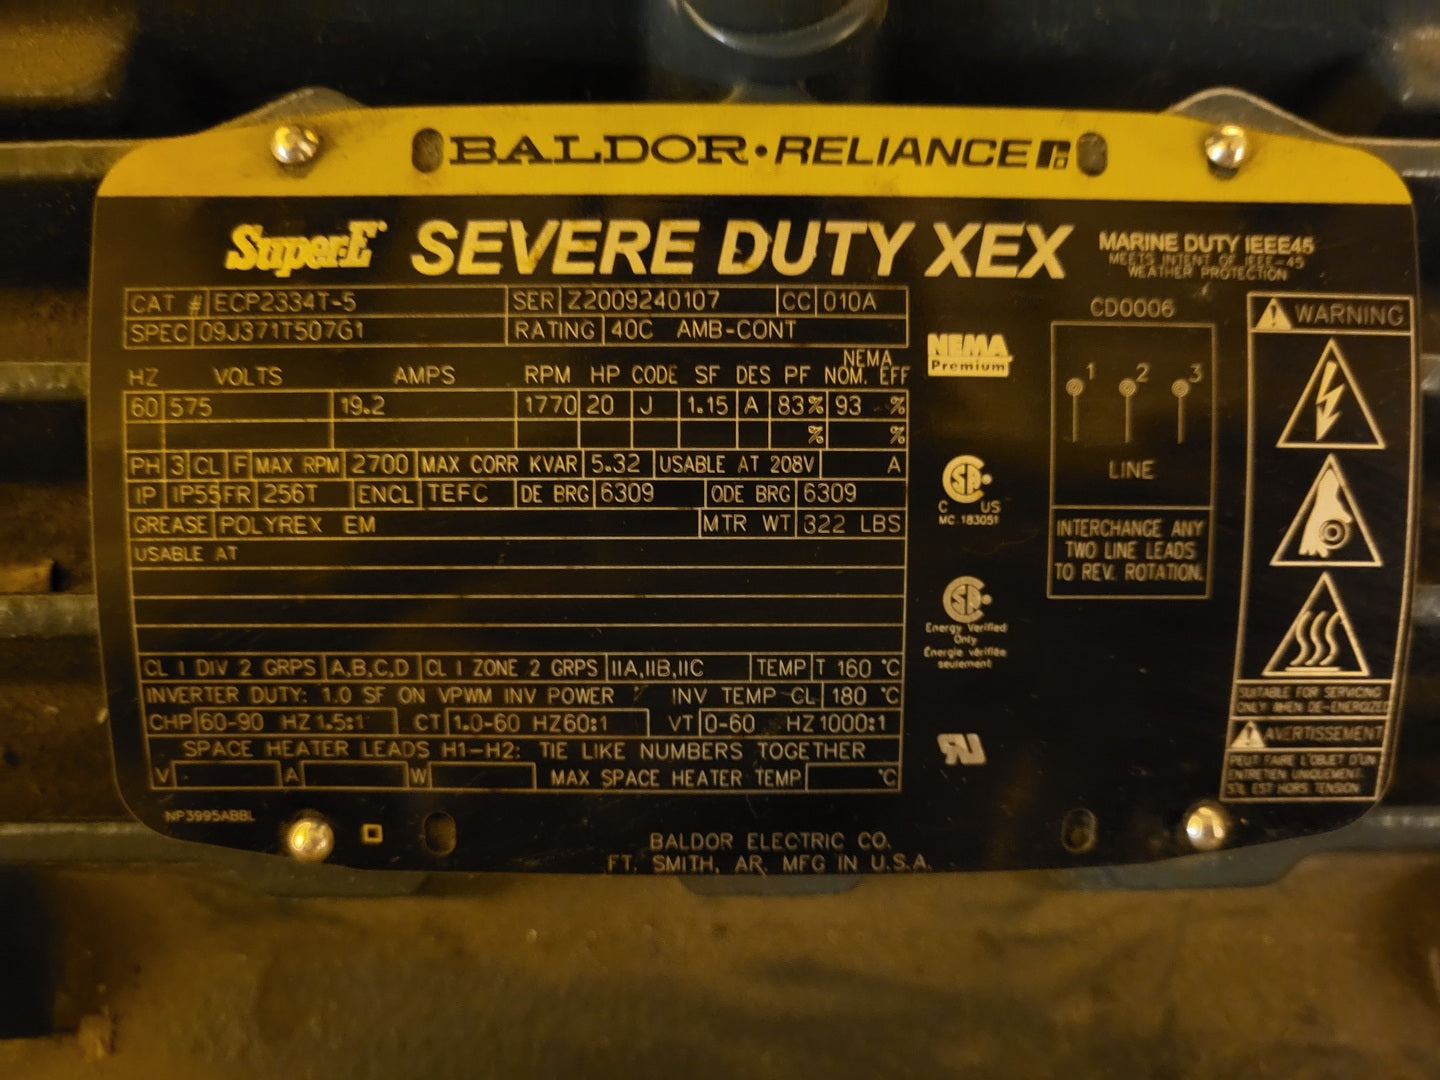 BALDOR•RELIANCE
Super-E SEVERE DUTY XEX MARINE DUTY IEEE45
MEETS INTENT OF IEEE-45
WEATHER PROTECTION
CAT # ECP2334T-5 SER Z2009240107 CC 010A
SPEC 09J371T507G1 RATING 40C AMB-CONT
HZ VOLTS AMPS RPM HP CODE SF DES PF NEMA NOM. EFF
60 575 19.2 1770 20 J 1.15 A 83% 93 %
% %
PH 3 CL F MAX RPM 2700 MAX CORR KVAR 5.32 USABLE AT 208V A
IP IP55 FR 256T ENCL TEFC DE BRG 6309 ODE BRG 6309
GREASE POLYREX EM MTR WT 322 LBS
USABLE AT
CL I DIV 2 GRPS A,B,C,D CL I ZONE 2 GRPS IIA,IIB,IIC TEMP T 160 °C
INVERTER DUTY: 1.0 SF ON VPWM INV POWER INV TEMP CL 180 °C
CHP 60-90 HZ 1.5:1 CT 1.0-60 HZ 60:1 VT 0-60 HZ 1000:1
SPACE HEATER LEADS H1-H2: TIE LIKE NUMBERS TOGETHER
V A W MAX SPACE HEATER TEMP °C
NP3995ABBL
BALDOR ELECTRIC CO.
FT. SMITH, AR. MFG IN U.S.A.
NEMA
Premium
C US
MC 183051
Energy Verified
Only
Énergie vérifiée
seulement
CD0006
1 2 3
LINE
INTERCHANGE ANY
TWO LINE LEADS
TO REV. ROTATION.
WARNING
SUITABLE FOR SERVICING
ONLY WHEN DE-ENERGIZED
AVERTISSEMENT
PEUT FAIRE L'OBJET D'UN
ENTRETIEN UNIQUEMENT
S'IL EST HORS TENSION